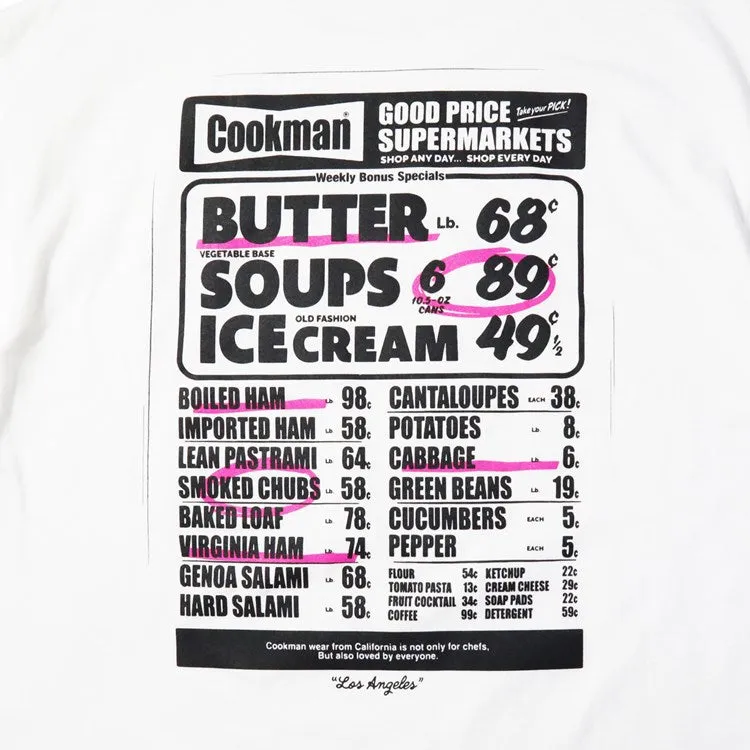 Cookman®
GOOD PRICE Take your PICK!
SUPERMARKETS
SHOP ANY DAY... SHOP EVERY DAY
Weekly Bonus Specials
BUTTER Lb. 68¢
VEGETABLE BASE
SOUPS 6 10.5-OZ CANS 89¢
OLD FASHION
ICE CREAM 49¢ 1/2
BOILED HAM Lb. 98¢
IMPORTED HAM Lb. 58¢
LEAN PASTRAMI Lb. 64¢
SMOKED CHUBS Lb. 58¢
BAKED LOAF Lb. 78¢
VIRGINIA HAM Lb. 74¢
GENOA SALAMI Lb. 68¢
HARD SALAMI Lb. 58¢
CANTALOUPES EACH 38¢
POTATOES Lb. 8¢
CABBAGE Lb. 6¢
GREEN BEANS Lb. 19¢
CUCUMBERS EACH 5¢
PEPPER EACH 5¢
FLOUR 54¢
TOMATO PASTA 13¢
FRUIT COCKTAIL 34¢
COFFEE 99¢
KETCHUP 22¢
CREAM CHEESE 29¢
SOAP PADS 22¢
DETERGENT 59¢
Cookman wear from California is not only for chefs,
But also loved by everyone.
"Los Angeles"